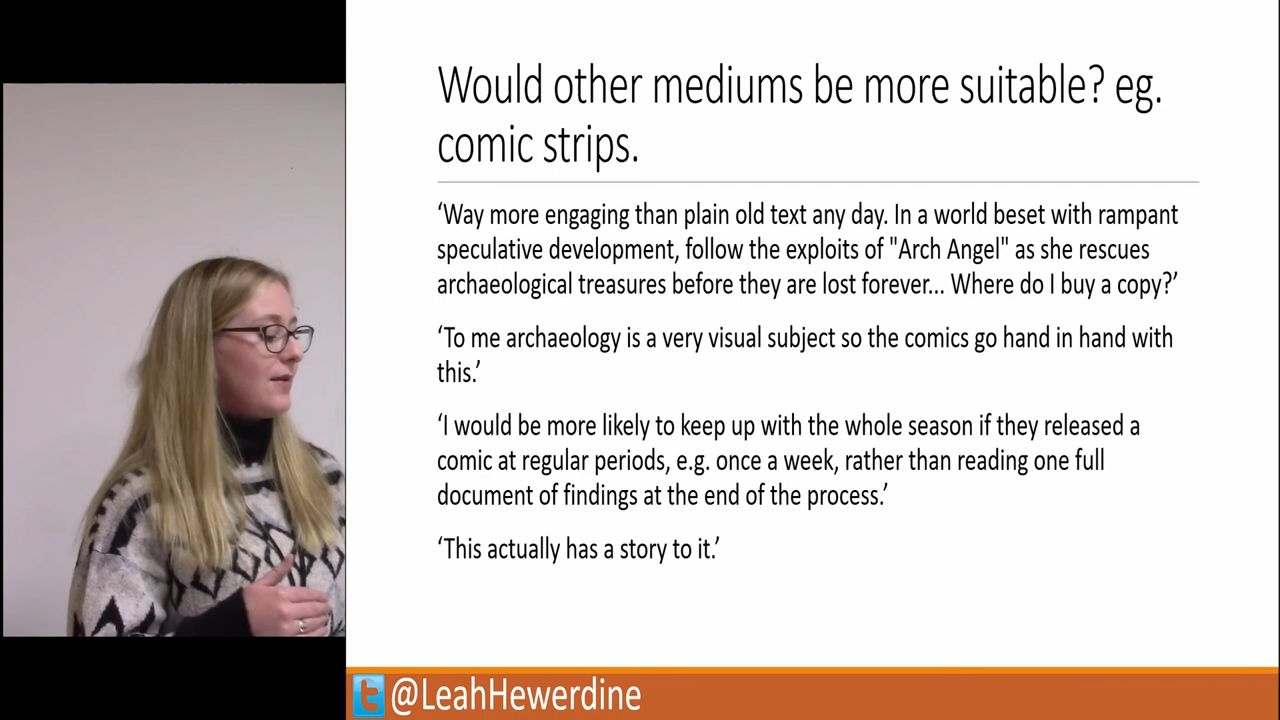 Would other mediums be more suitable? eg.
comic strips.
‘Way more engaging than plain old text any day. In a world beset with rampant
speculative development, follow the exploits of "Arch Angel" as she rescues
archaeological treasures before they are lost forever... Where do I buy a copy?’
‘To me archaeology is a very visual subject so the comics go hand in hand with
this.’
‘I would be more likely to keep up with the whole season if they released a
comic at regular periods, e.g. once a week, rather than reading one full
document of findings at the end of the process.’
‘This actually has a story to it.’
@LeahHewerdine